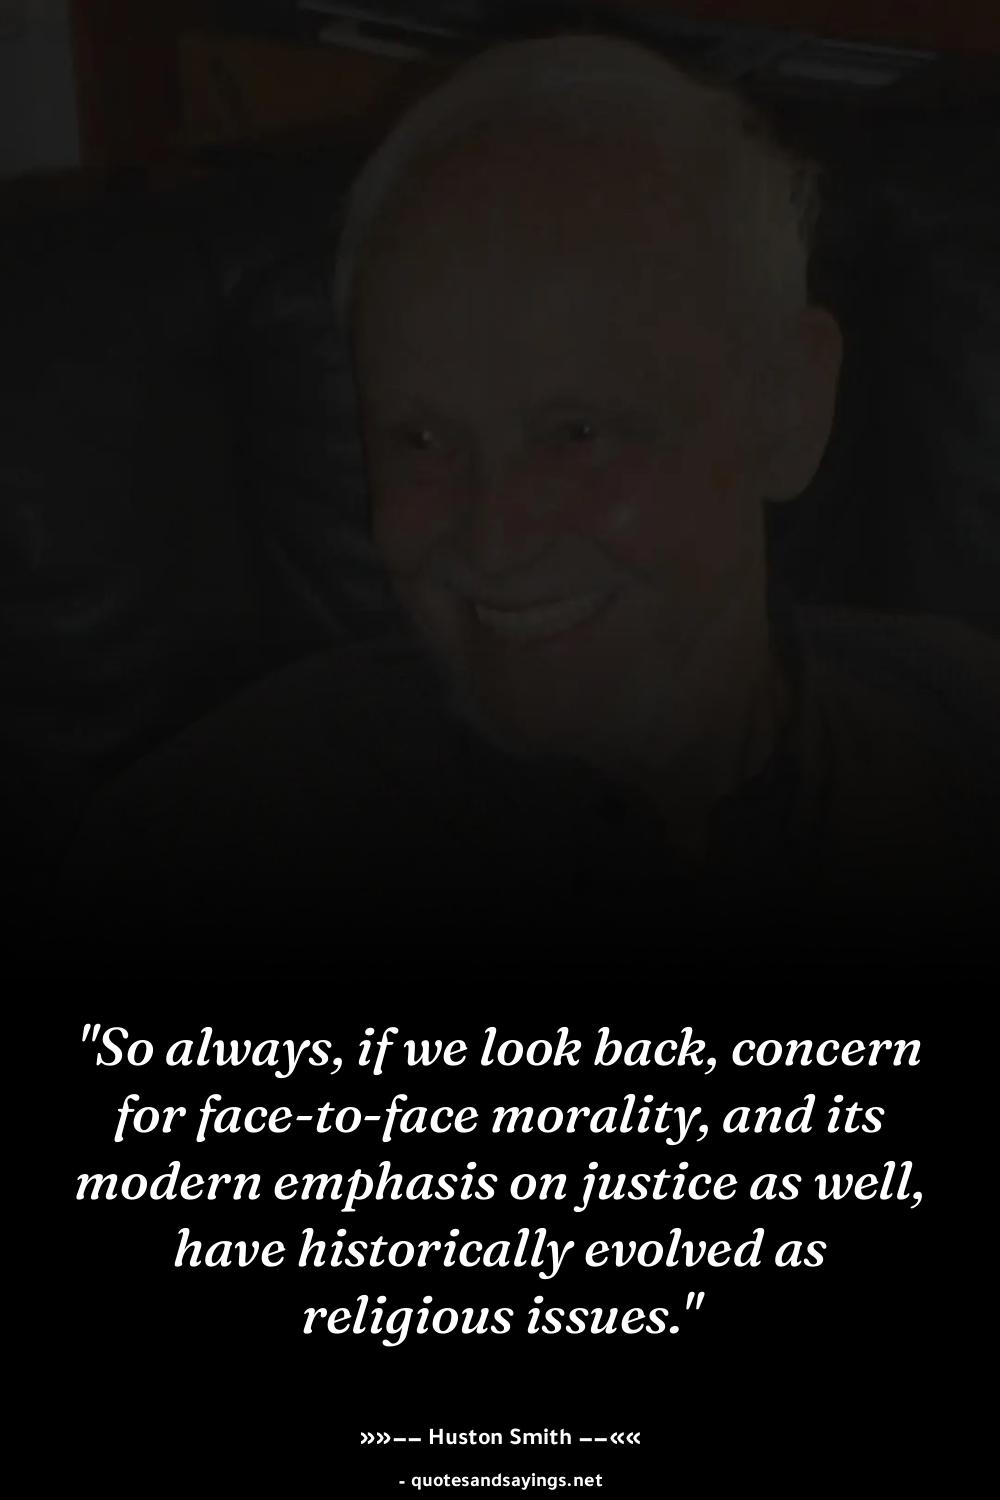 "So always, if we look back, concern
for face-to-face morality, and its
modern emphasis on justice as well,
have historically evolved as
religious issues."
»»–– Huston Smith ––««
- quotesandsayings.net